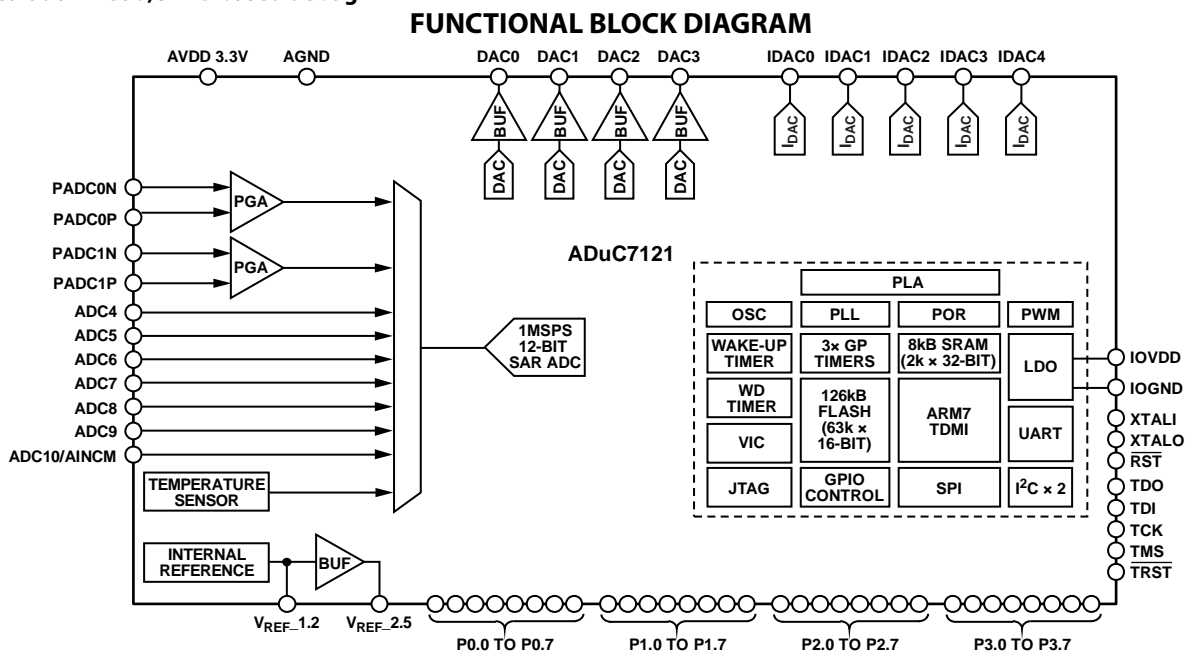 FUNCTIONAL BLOCK DIAGRAM
AVDD 3.3V AGND DAC0 DAC1 DAC2 DAC3 IDAC0 IDAC1 IDAC2 IDAC3 IDAC4
BUF BUF BUF BUF
IDAC IDAC IDAC IDAC IDAC
DAC DAC DAC DAC
PADC0N
PGA
PADC0P
PADC1N
PGA
PADC1P
ADuC7121
ADC4
ADC5
ADC6
ADC7
ADC8
ADC9
ADC10/AINCM
TEMPERATURE
SENSOR
1MSPS
12-BIT
SAR ADC
PLA
OSC PLL POR PWM
WAKE-UP
TIMER
3× GP
TIMERS
8kB SRAM
(2k × 32-BIT)
LDO
WD
TIMER
126kB
FLASH
(63k ×
16-BIT)
ARM7
TDMI
UART
VIC
JTAG
GPIO
CONTROL
SPI
I2C × 2
IOVDD
IOGND
XTALI
XTALO
RST
TDO
TDI
TCK
TMS
TRST
INTERNAL
REFERENCE
BUF
VREF_1.2 VREF_2.5
P0.0 TO P0.7 P1.0 TO P1.7 P2.0 TO P2.7 P3.0 TO P3.7